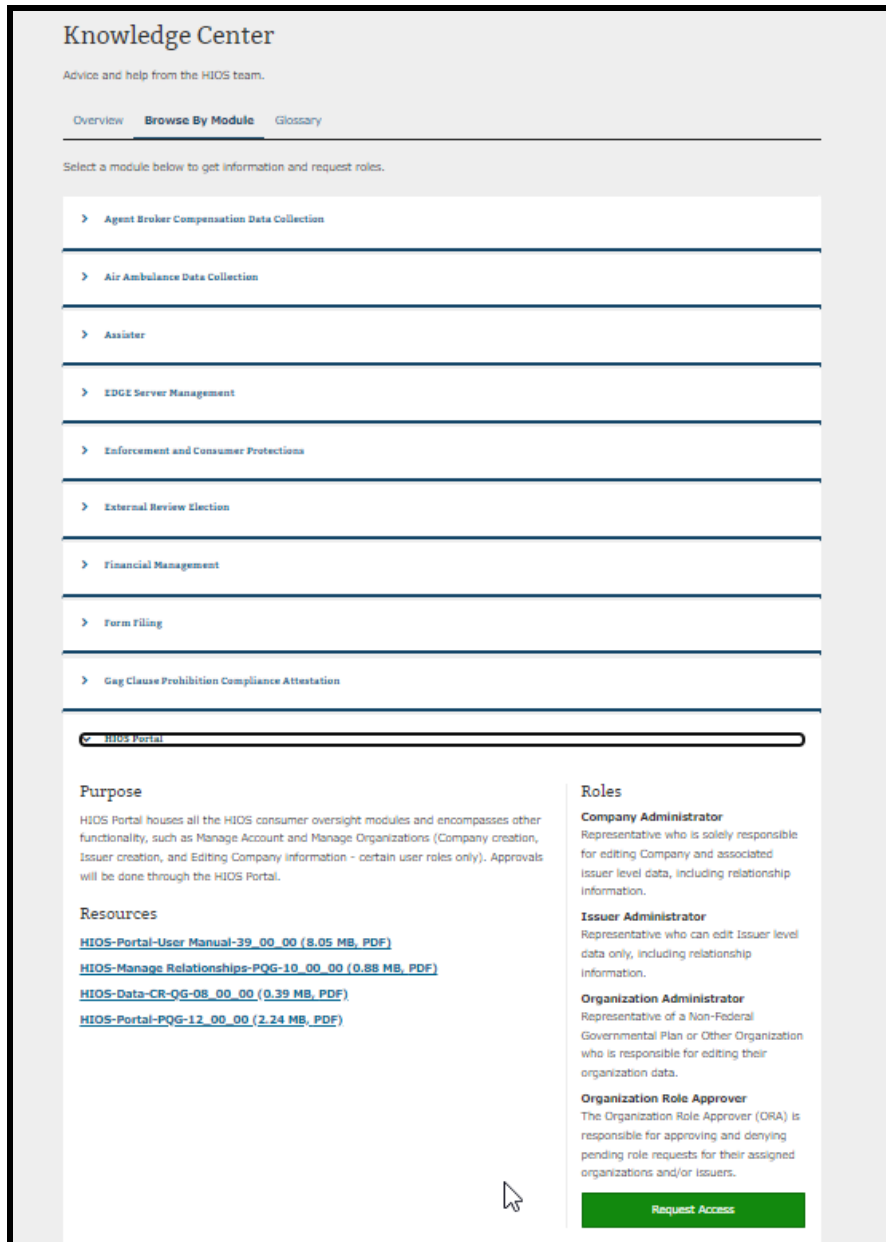 Knowledge Center
Advice and help from the HIOS team.
Overview Browse By Module Glossary
Select a module below to get information and request roles.
Agent Broker Compensation Data Collection
Air Ambulance Data Collection
Assister
EDGE Server Management
Enforcement and Consumer Protections
External Review Election
Financial Management
Form Filing
Gag Clause Prohibition Compliance Attestation
HIOS Portal
Purpose
HIOS Portal houses all the HIOS consumer oversight modules and encompasses other
functionality, such as Manage Account and Manage Organizations (Company creation,
Issuer creation, and Editing Company information - certain user roles only). Approvals
will be done through the HIOS Portal.
Resources
HIOS-Portal-User Manual-39_00_00 (8.05 MB, PDF)
HIOS-Manage Relationships-PQG-10_00_00 (0.88 MB, PDF)
HIOS-Data-CR-QG-08_00_00 (0.39 MB, PDF)
HIOS-Portal-PQG-12_00_00 (2.24 MB, PDF)
Roles
Company Administrator
Representative who is solely responsible
for editing Company and associated
issuer level data, including relationship
information.
Issuer Administrator
Representative who can edit Issuer level
data only, including relationship
information.
Organization Administrator
Representative of a Non-Federal
Governmental Plan or Other Organization
who is responsible for editing their
organization data.
Organization Role Approver
The Organization Role Approver (ORA) is
responsible for approving and denying
pending role requests for their assigned
organizations and/or issuers.
Request Access